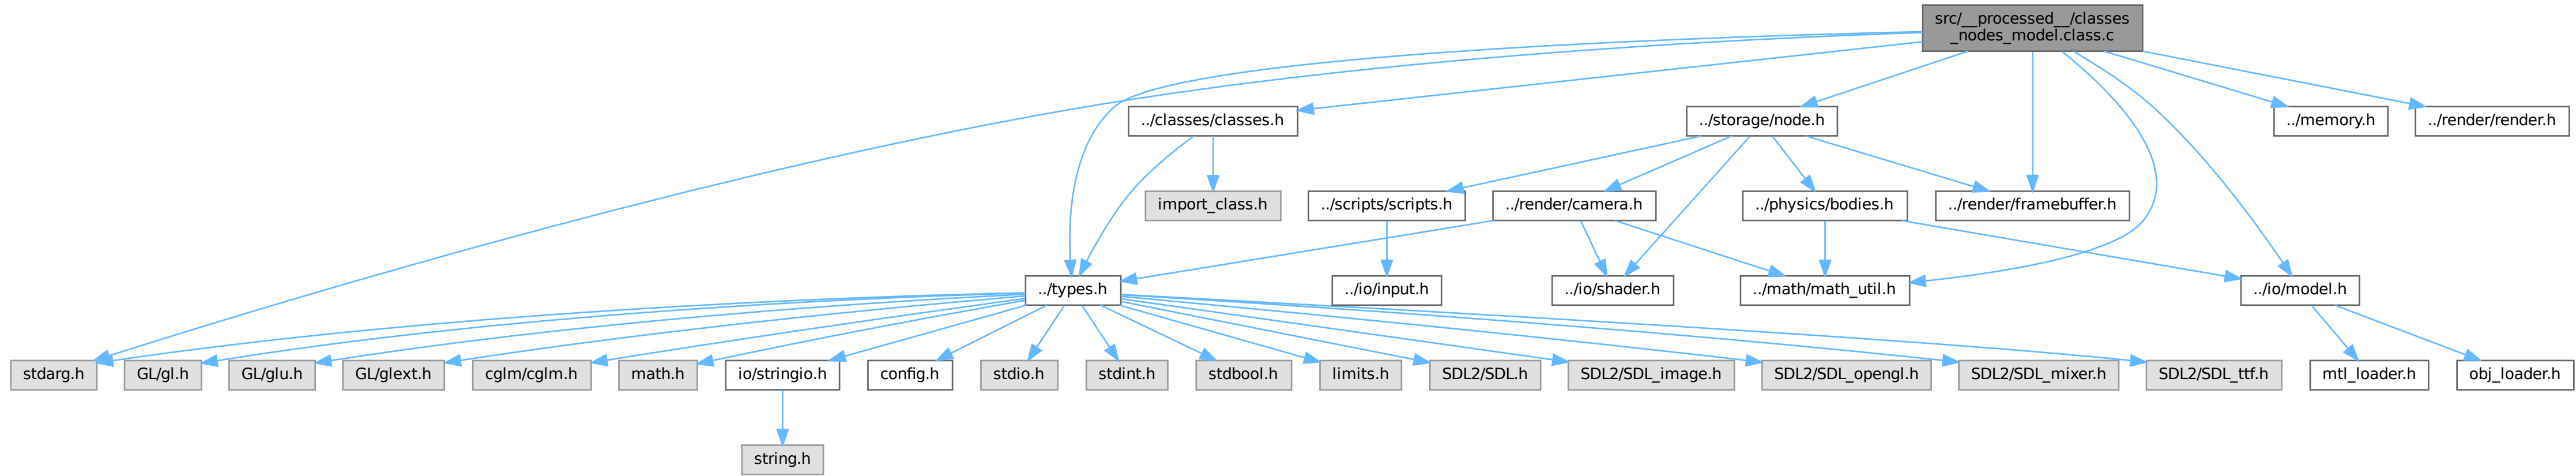 src/__processed__/classes
_nodes_model.class.c
../classes/classes.h
../storage/node.h
../memory.h
../render/render.h
import_class.h
../scripts/scripts.h
../render/camera.h
../physics/bodies.h
../render/framebuffer.h
../types.h
../io/input.h
../io/shader.h
../math/math_util.h
../io/model.h
stdarg.h
GL/gl.h
GL/glu.h
GL/glext.h
cglm/cglm.h
math.h
io/stringio.h
config.h
stdio.h
stdint.h
stdbool.h
limits.h
SDL2/SDL.h
SDL2/SDL_image.h
SDL2/SDL_opengl.h
SDL2/SDL_mixer.h
SDL2/SDL_ttf.h
mtl_loader.h
obj_loader.h
string.h